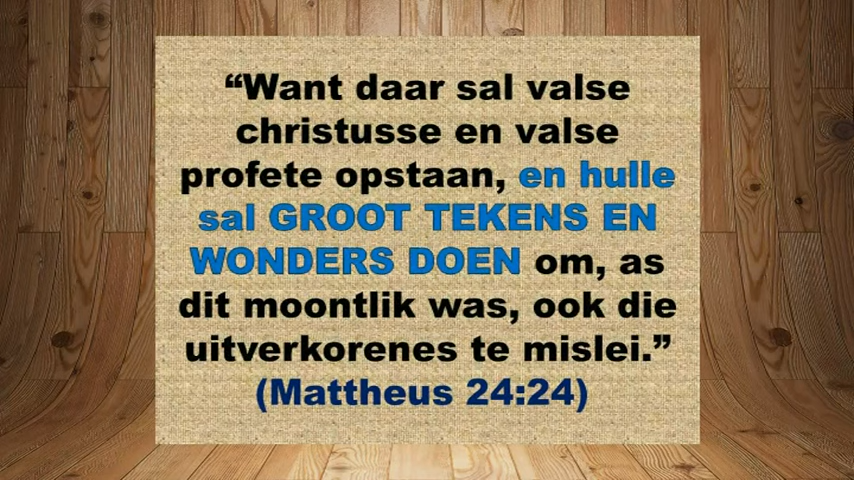 “Want daar sal valse
christusse en valse
profete opstaan, en hulle
sal GROOT TEKENS EN
WONDERS DOEN om, as
dit moontlik was, ook die
uitverkorenes te mislei.”
(Mattheus 24:24)